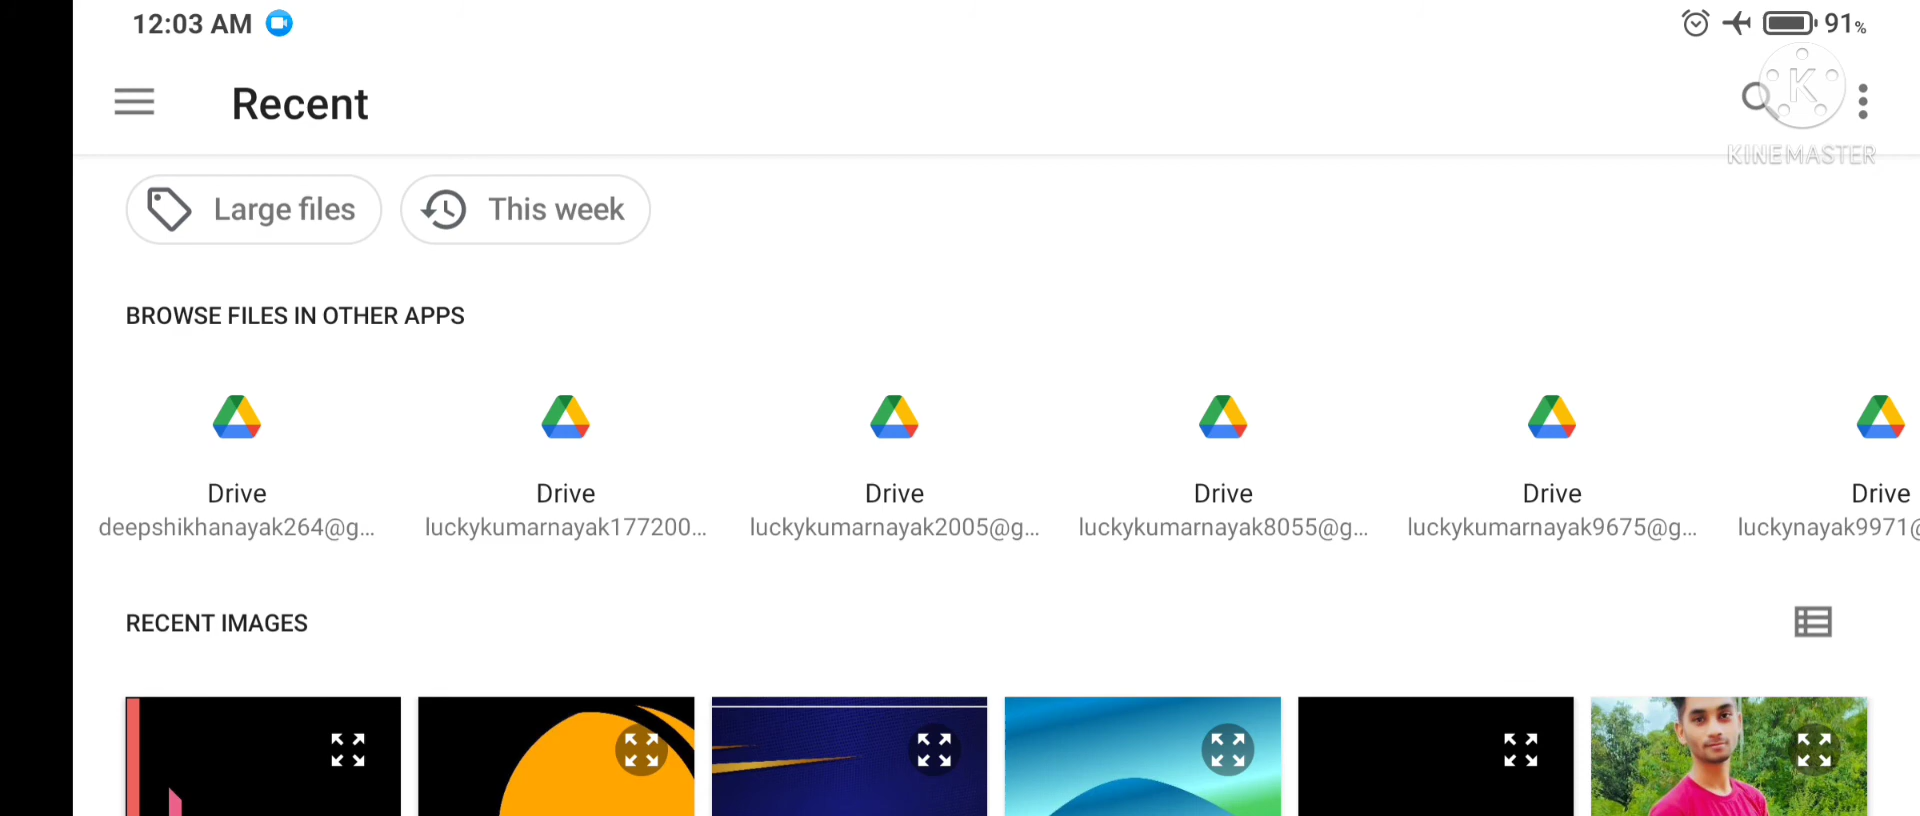 12:03 AM
91%
Recent
KINEMASTER
Large files
This week
BROWSE FILES IN OTHER APPS
Drive
deepshikhanayak264@g...
Drive
luckykumarnayak177200...
Drive
luckykumarnayak2005@g...
Drive
luckykumarnayak8055@g...
Drive
luckykumarnayak9675@g...
Drive
luckynayak9971@
RECENT IMAGES